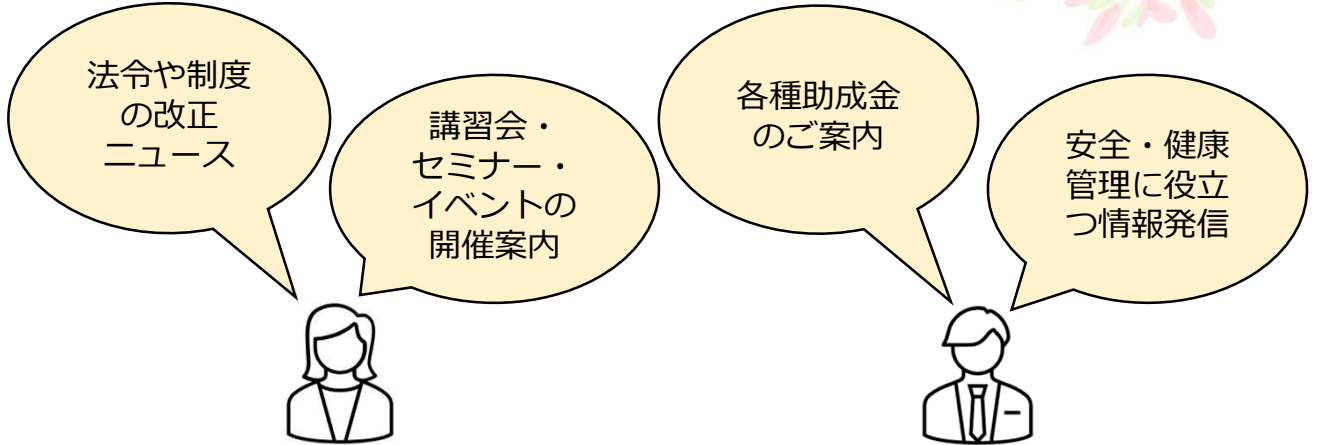 法令や制度
の改正
ニュース
講習会・
セミナー・
イベントの
開催案内
各種助成金
のご案内
安全・健康
管理に役立
つ情報発信